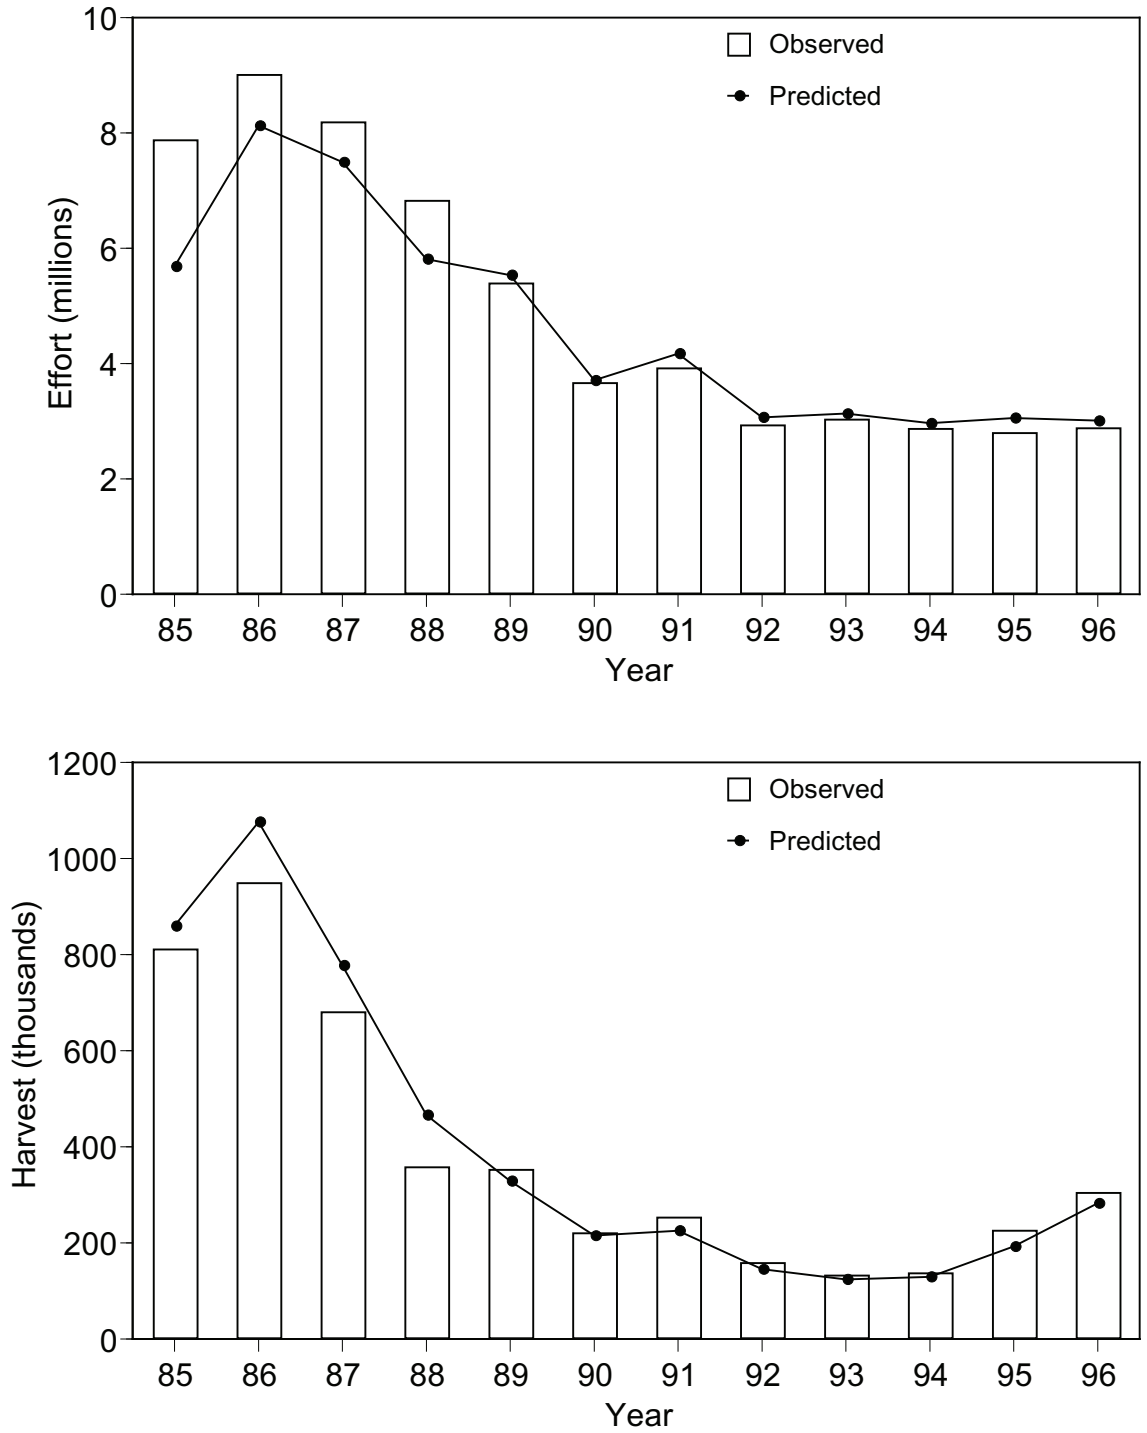 10
8
6
4
2
0
Effort (millions)
Observed
Predicted
85 86 87 88 89 90 91 92 93 94 95 96
Year
1200
1000
800
600
400
200
0
Harvest (thousands)
Observed
Predicted
85 86 87 88 89 90 91 92 93 94 95 96
Year